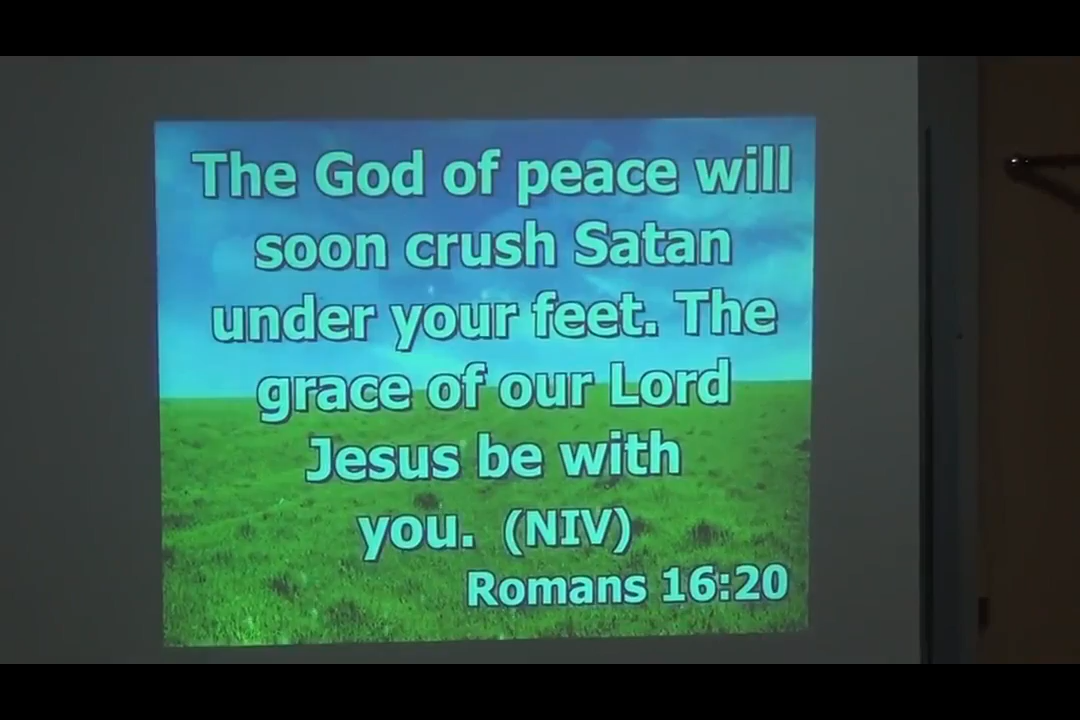 The God of peace will
soon crush Satan
under your feet. The
grace of our Lord
Jesus be with
you. (NIV)
Romans 16:20